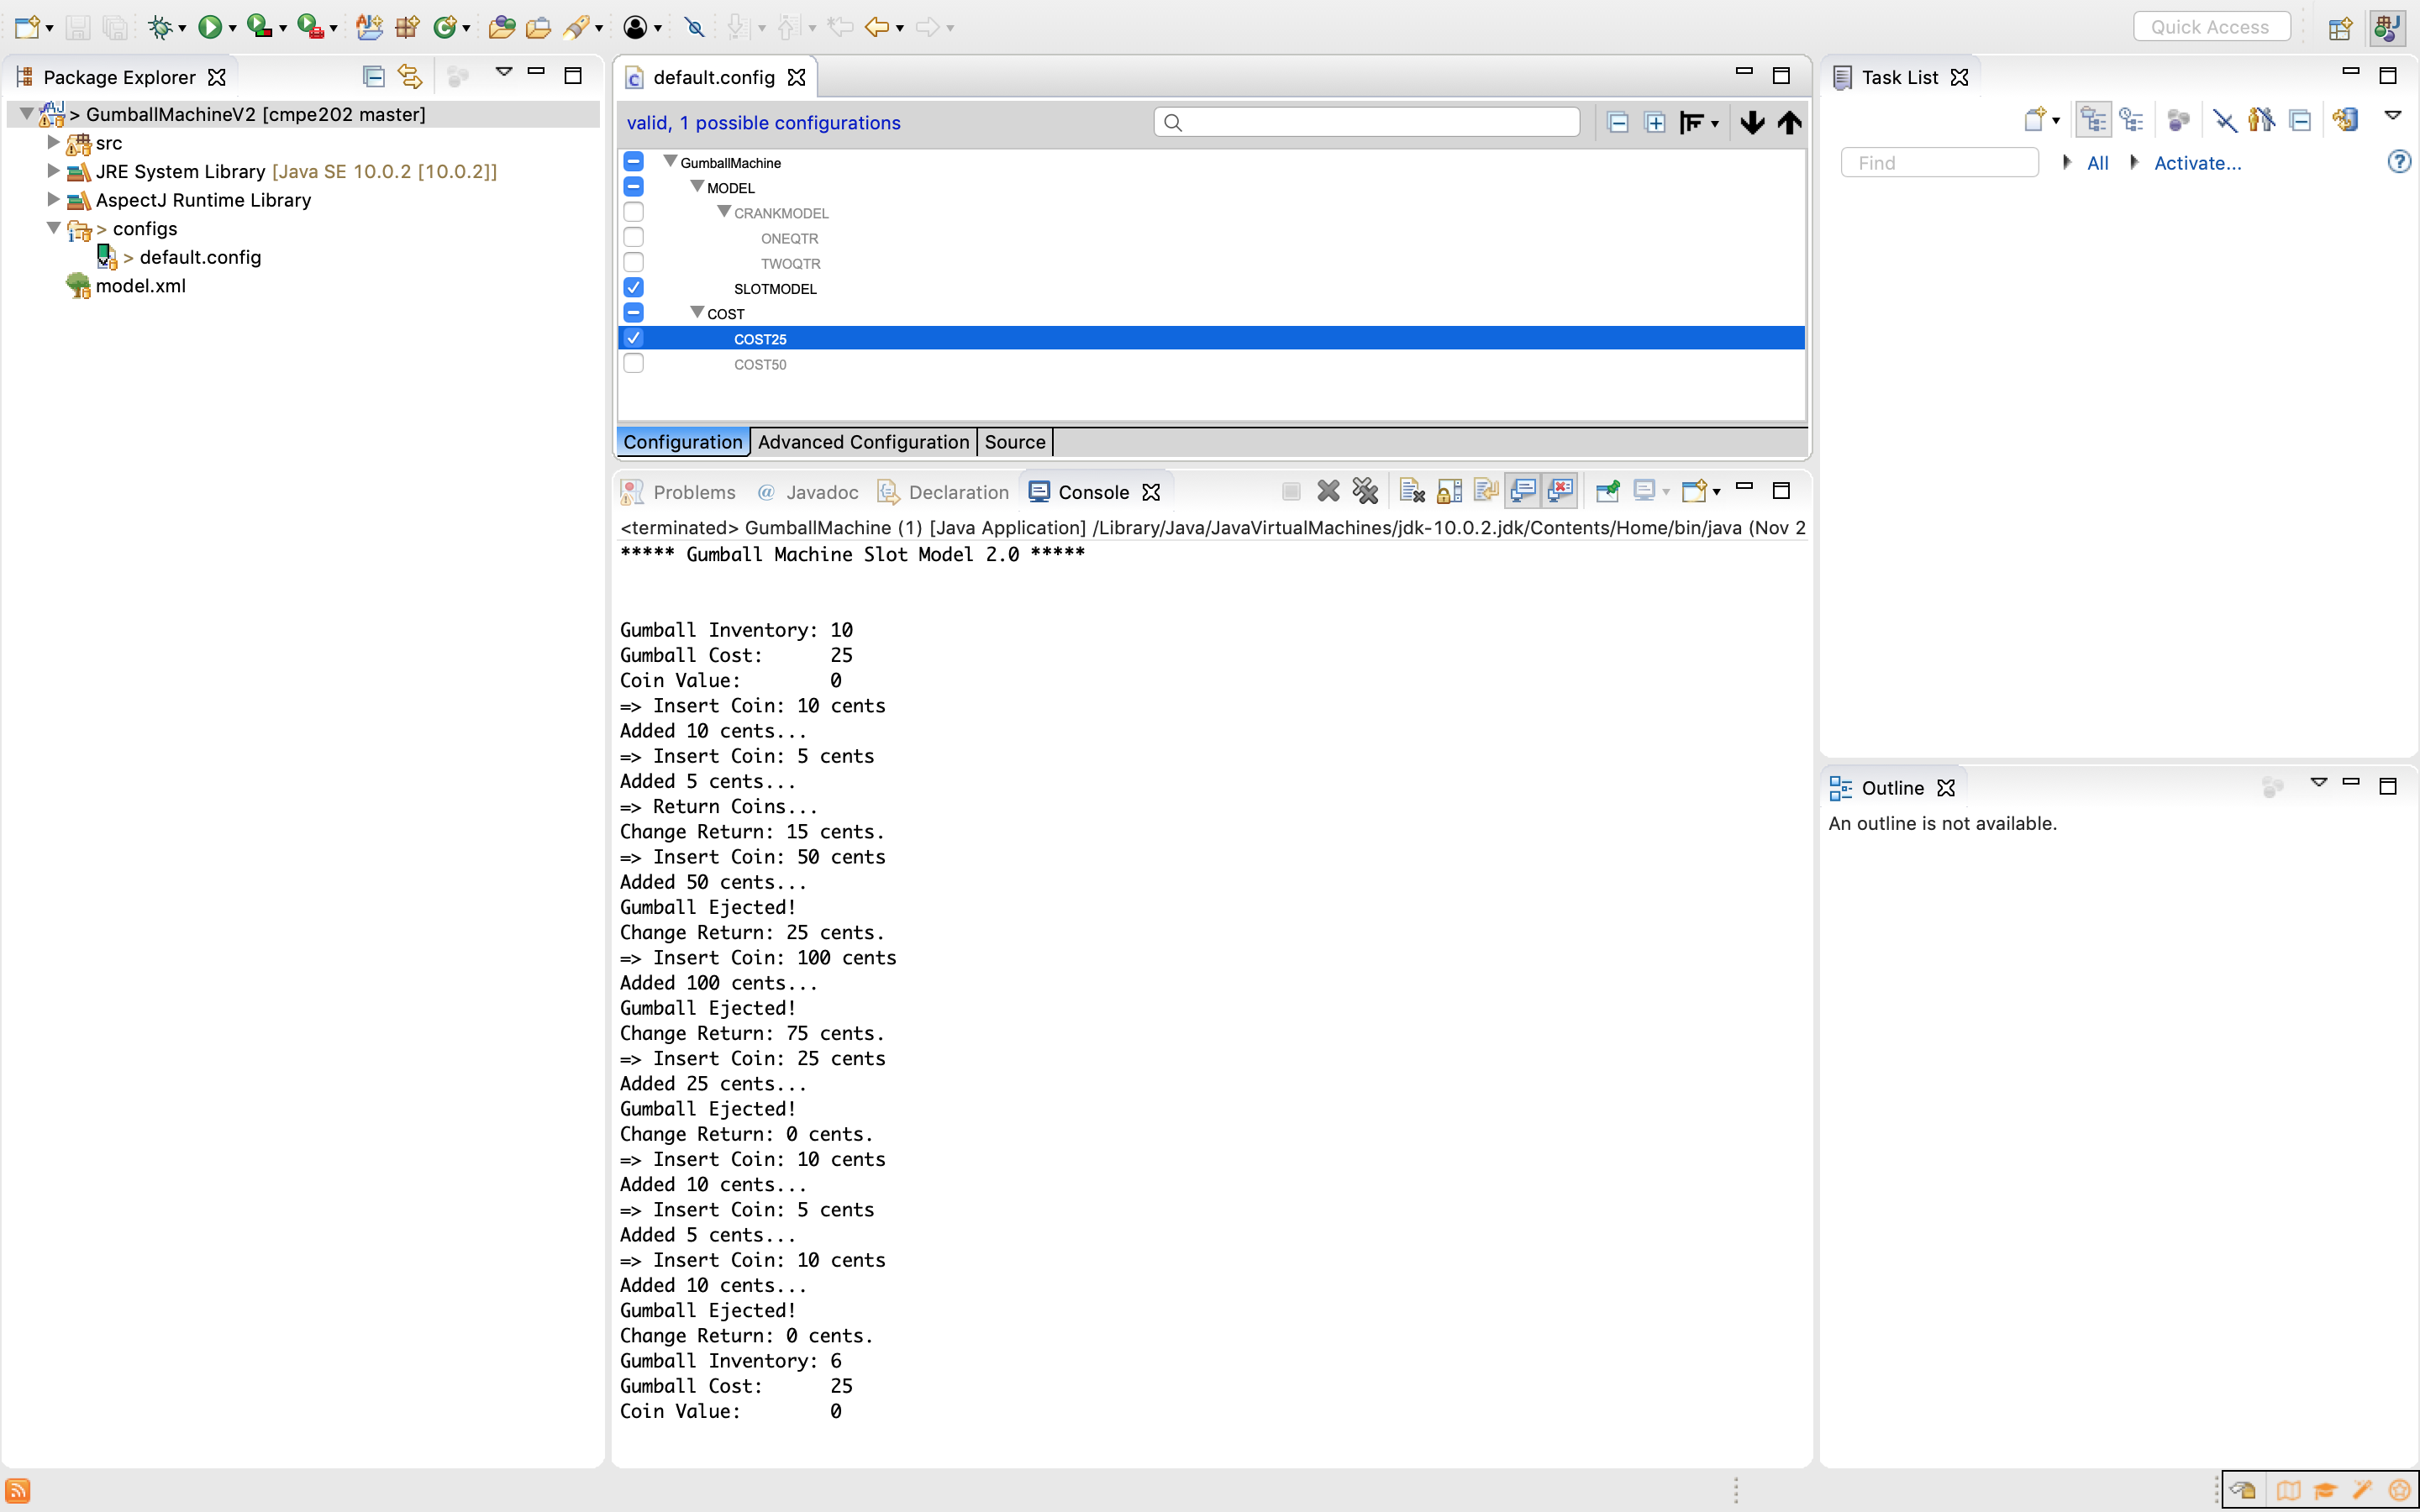 Quick Access
Package Explorer
> GumballMachineV2 [cmpe202 master]
src
JRE System Library [Java SE 10.0.2 [10.0.2]]
AspectJ Runtime Library
> configs
> default.config
model.xml
default.config
valid, 1 possible configurations
GumballMachine
MODEL
CRANKMODEL
ONEQTR
TWOQTR
SLOTMODEL
COST
COST25
COST50
Configuration Advanced Configuration Source
Problems @ Javadoc Declaration Console
<terminated> GumballMachine (1) [Java Application] /Library/Java/JavaVirtualMachines/jdk-10.0.2.jdk/Contents/Home/bin/java (Nov 2
***** Gumball Machine Slot Model 2.0 *****
Gumball Inventory: 10
Gumball Cost: 25
Coin Value: 0
=> Insert Coin: 10 cents
Added 10 cents...
=> Insert Coin: 5 cents
Added 5 cents...
=> Return Coins...
Change Return: 15 cents.
=> Insert Coin: 50 cents
Added 50 cents...
Gumball Ejected!
Change Return: 25 cents.
=> Insert Coin: 100 cents
Added 100 cents...
Gumball Ejected!
Change Return: 75 cents.
=> Insert Coin: 25 cents
Added 25 cents...
Gumball Ejected!
Change Return: 0 cents.
=> Insert Coin: 10 cents
Added 10 cents...
=> Insert Coin: 5 cents
Added 5 cents...
=> Insert Coin: 10 cents
Added 10 cents...
Gumball Ejected!
Change Return: 0 cents.
Gumball Inventory: 6
Gumball Cost: 25
Coin Value: 0
Task List
Find
All
Activate...
Outline
An outline is not available.